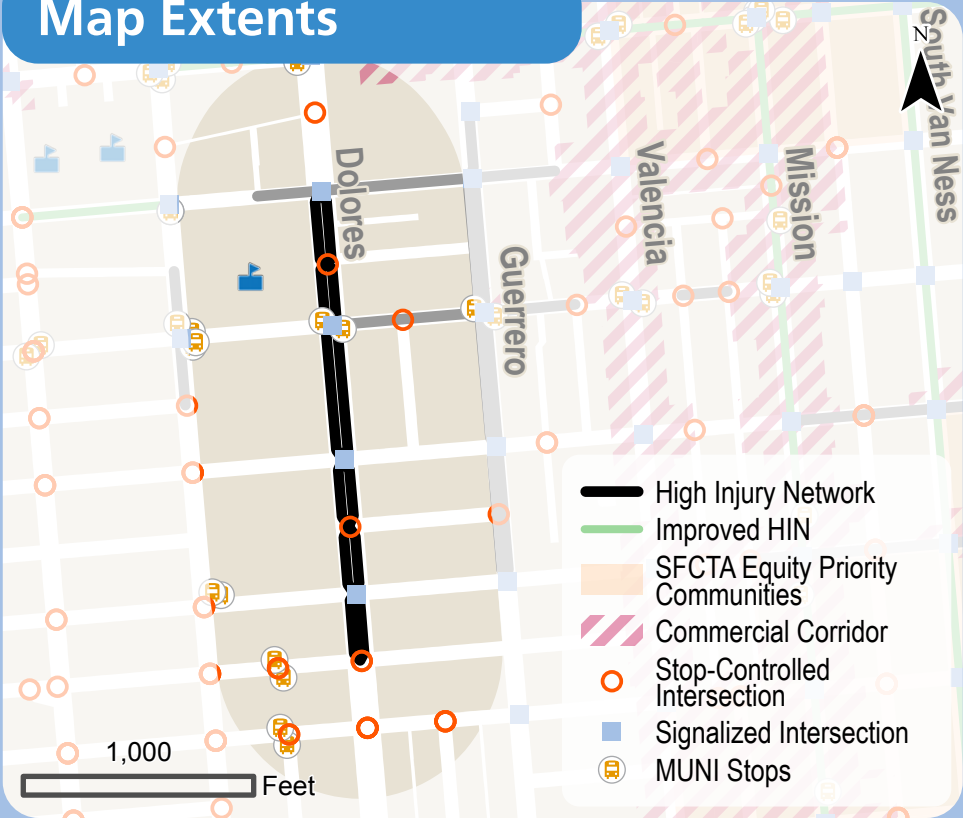 Map Extents
N
South Van Ness
Dolores
Valencia
Mission
Guerrero
High Injury Network
Improved HIN
SFCTA Equity Priority
Communities
Commercial Corridor
Stop-Controlled
Intersection
Signalized Intersection
MUNI Stops
1,000
Feet